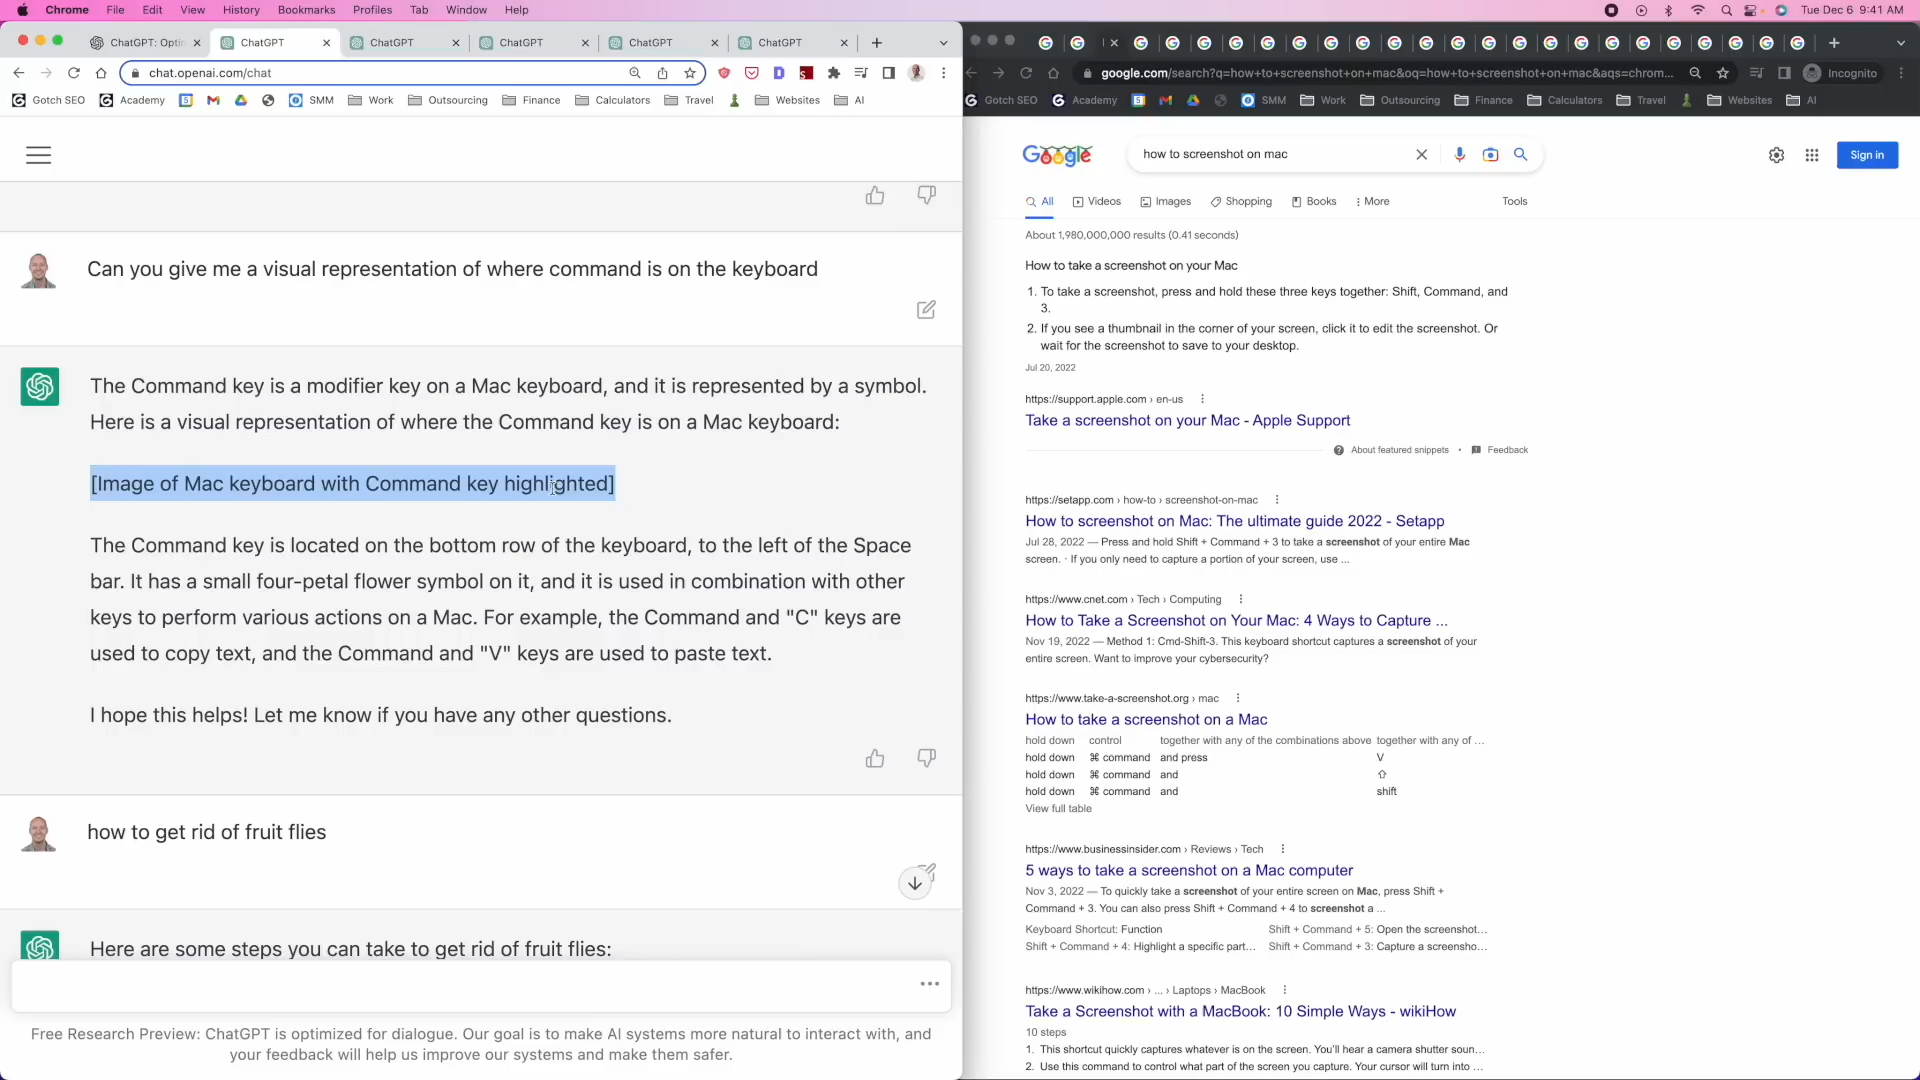 Chrome File Edit View History Bookmarks Profiles Tab Window Help
Tue Dec 6 9:41 AM
ChatGPT: Opti
ChatGPT
ChatGPT
ChatGPT
ChatGPT
ChatGPT
chat.openai.com/chat
Gotch SEO Academy SMM Work Outsourcing Finance Calculators Travel Websites AI
Can you give me a visual representation of where command is on the keyboard
The Command key is a modifier key on a Mac keyboard, and it is represented by a symbol.
Here is a visual representation of where the Command key is on a Mac keyboard:
[Image of Mac keyboard with Command key highlighted]
The Command key is located on the bottom row of the keyboard, to the left of the Space
bar. It has a small four-petal flower symbol on it, and it is used in combination with other
keys to perform various actions on a Mac. For example, the Command and "C" keys are
used to copy text, and the Command and "V" keys are used to paste text.
I hope this helps! Let me know if you have any other questions.
how to get rid of fruit flies
Here are some steps you can take to get rid of fruit flies:
Free Research Preview: ChatGPT is optimized for dialogue. Our goal is to make AI systems more natural to interact with, and
your feedback will help us improve our systems and make them safer.
google.com/search?q=how+to+screenshot+on+mac&oq=how+to+screenshot+on+mac&aqs=chrom...
Incognito
Gotch SEO Academy SMM Work Outsourcing Finance Calculators Travel Websites AI
Google
how to screenshot on mac
Sign in
All Videos Images Shopping Books More Tools
About 1,980,000,000 results (0.41 seconds)
How to take a screenshot on your Mac
1. To take a screenshot, press and hold these three keys together: Shift, Command, and
3.
2. If you see a thumbnail in the corner of your screen, click it to edit the screenshot. Or
wait for the screenshot to save to your desktop.
Jul 20, 2022
https://support.apple.com › en-us
Take a screenshot on your Mac - Apple Support
About featured snippets • Feedback
https://setapp.com › how-to › screenshot-on-mac
How to screenshot on Mac: The ultimate guide 2022 - Setapp
Jul 28, 2022 — Press and hold Shift + Command + 3 to take a screenshot of your entire Mac
screen. · If you only need to capture a portion of your screen, use ...
https://www.cnet.com › Tech › Computing
How to Take a Screenshot on Your Mac: 4 Ways to Capture ...
Nov 19, 2022 — Method 1: Cmd-Shift-3. This keyboard shortcut captures a screenshot of your
entire screen. Want to improve your cybersecurity?
https://www.take-a-screenshot.org › mac
How to take a screenshot on a Mac
hold down control together with any of the combinations above together with any of ...
hold down ⌘ command and press V
hold down ⌘ command and ⇧
hold down ⌘ command and shift
View full table
https://www.businessinsider.com › Reviews › Tech
5 ways to take a screenshot on a Mac computer
Nov 3, 2022 — To quickly take a screenshot of your entire screen on Mac, press Shift +
Command + 3. You can also press Shift + Command + 4 to screenshot a ...
Keyboard Shortcut: Function Shift + Command + 5: Open the screenshot...
Shift + Command + 4: Highlight a specific part... Shift + Command + 3: Capture a screensho...
https://www.wikihow.com › ... › Laptops › MacBook
Take a Screenshot with a MacBook: 10 Simple Ways - wikiHow
10 steps
1. This shortcut quickly captures whatever is on the screen. You'll hear a camera shutter soun...
2. Use this command to control what part of the screen you capture. Your cursor will turn into ...